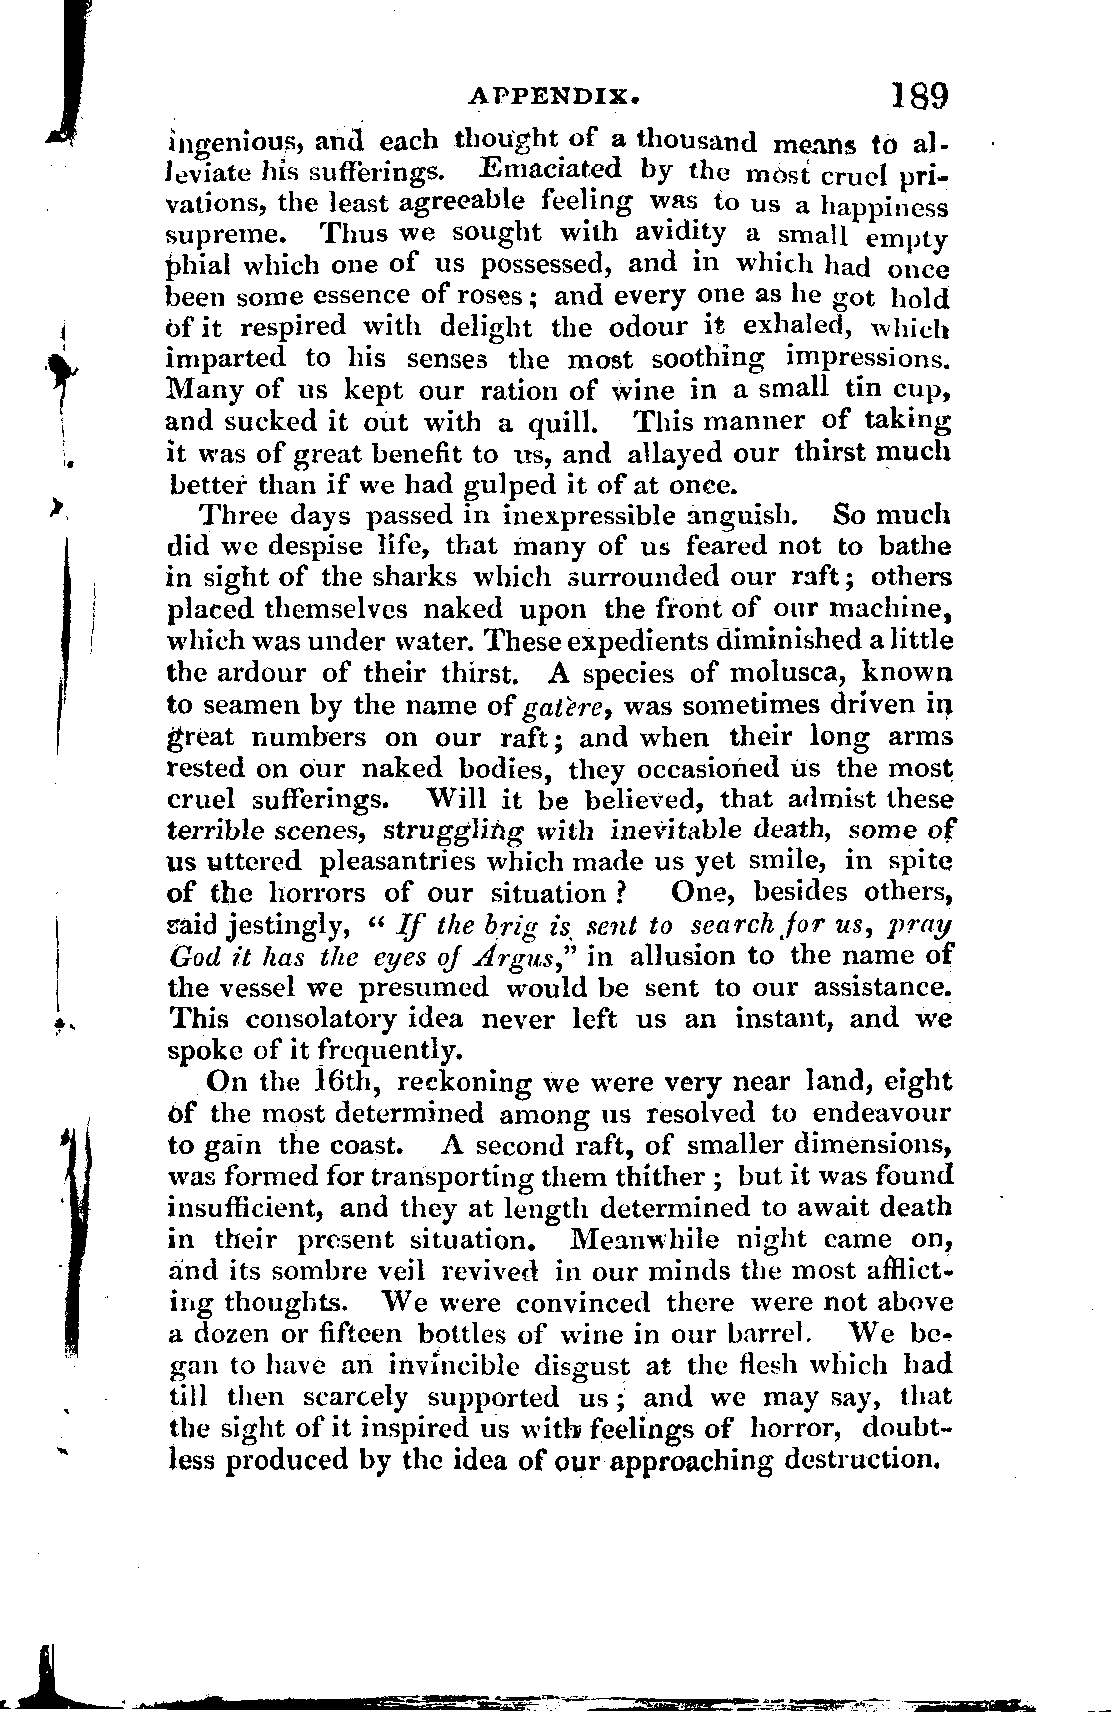 APPENDIX. 189
ingenious, and each thought of a thousand means to al-
leviate his sufferings. Emaciated by the most cruel pri-
vations, the least agreeable feeling was to us a happiness
supreme. Thus we sought with avidity a small empty
phial which one of us possessed, and in which had once
been some essence of roses; and every one as he got hold
of it respired with delight the odour it exhaled, which
imparted to his senses the most soothing impressions.
Many of us kept our ration of wine in a small tin cup,
and sucked it out with a quill. This manner of taking
it was of great benefit to us, and allayed our thirst much
better than if we had gulped it of at once.
Three days passed in inexpressible anguish. So much
did we despise life, that many of us feared not to bathe
in sight of the sharks which surrounded our raft; others
placed themselves naked upon the front of our machine,
which was under water. These expedients diminished a little
the ardour of their thirst. A species of molusca, known
to seamen by the name of galère, was sometimes driven in
great numbers on our raft; and when their long arms
rested on our naked bodies, they occasioned us the most
cruel sufferings. Will it be believed, that admist these
terrible scenes, struggling with inevitable death, some of
us uttered pleasantries which made us yet smile, in spite
of the horrors of our situation? One, besides others,
said jestingly, "If the brig is sent to search for us, pray
God it has the eyes of Argus," in allusion to the name of
the vessel we presumed would be sent to our assistance.
This consolatory idea never left us an instant, and we
spoke of it frequently.
On the 16th, reckoning we were very near land, eight
of the most determined among us resolved to endeavour
to gain the coast. A second raft, of smaller dimensions,
was formed for transporting them thither; but it was found
insufficient, and they at length determined to await death
in their present situation. Meanwhile night came on,
and its sombre veil revived in our minds the most afflict-
ing thoughts. We were convinced there were not above
a dozen or fifteen bottles of wine in our barrel. We be-
gan to have an invincible disgust at the flesh which had
till then scarcely supported us; and we may say, that
the sight of it inspired us with feelings of horror, doubt-
less produced by the idea of our approaching destruction.